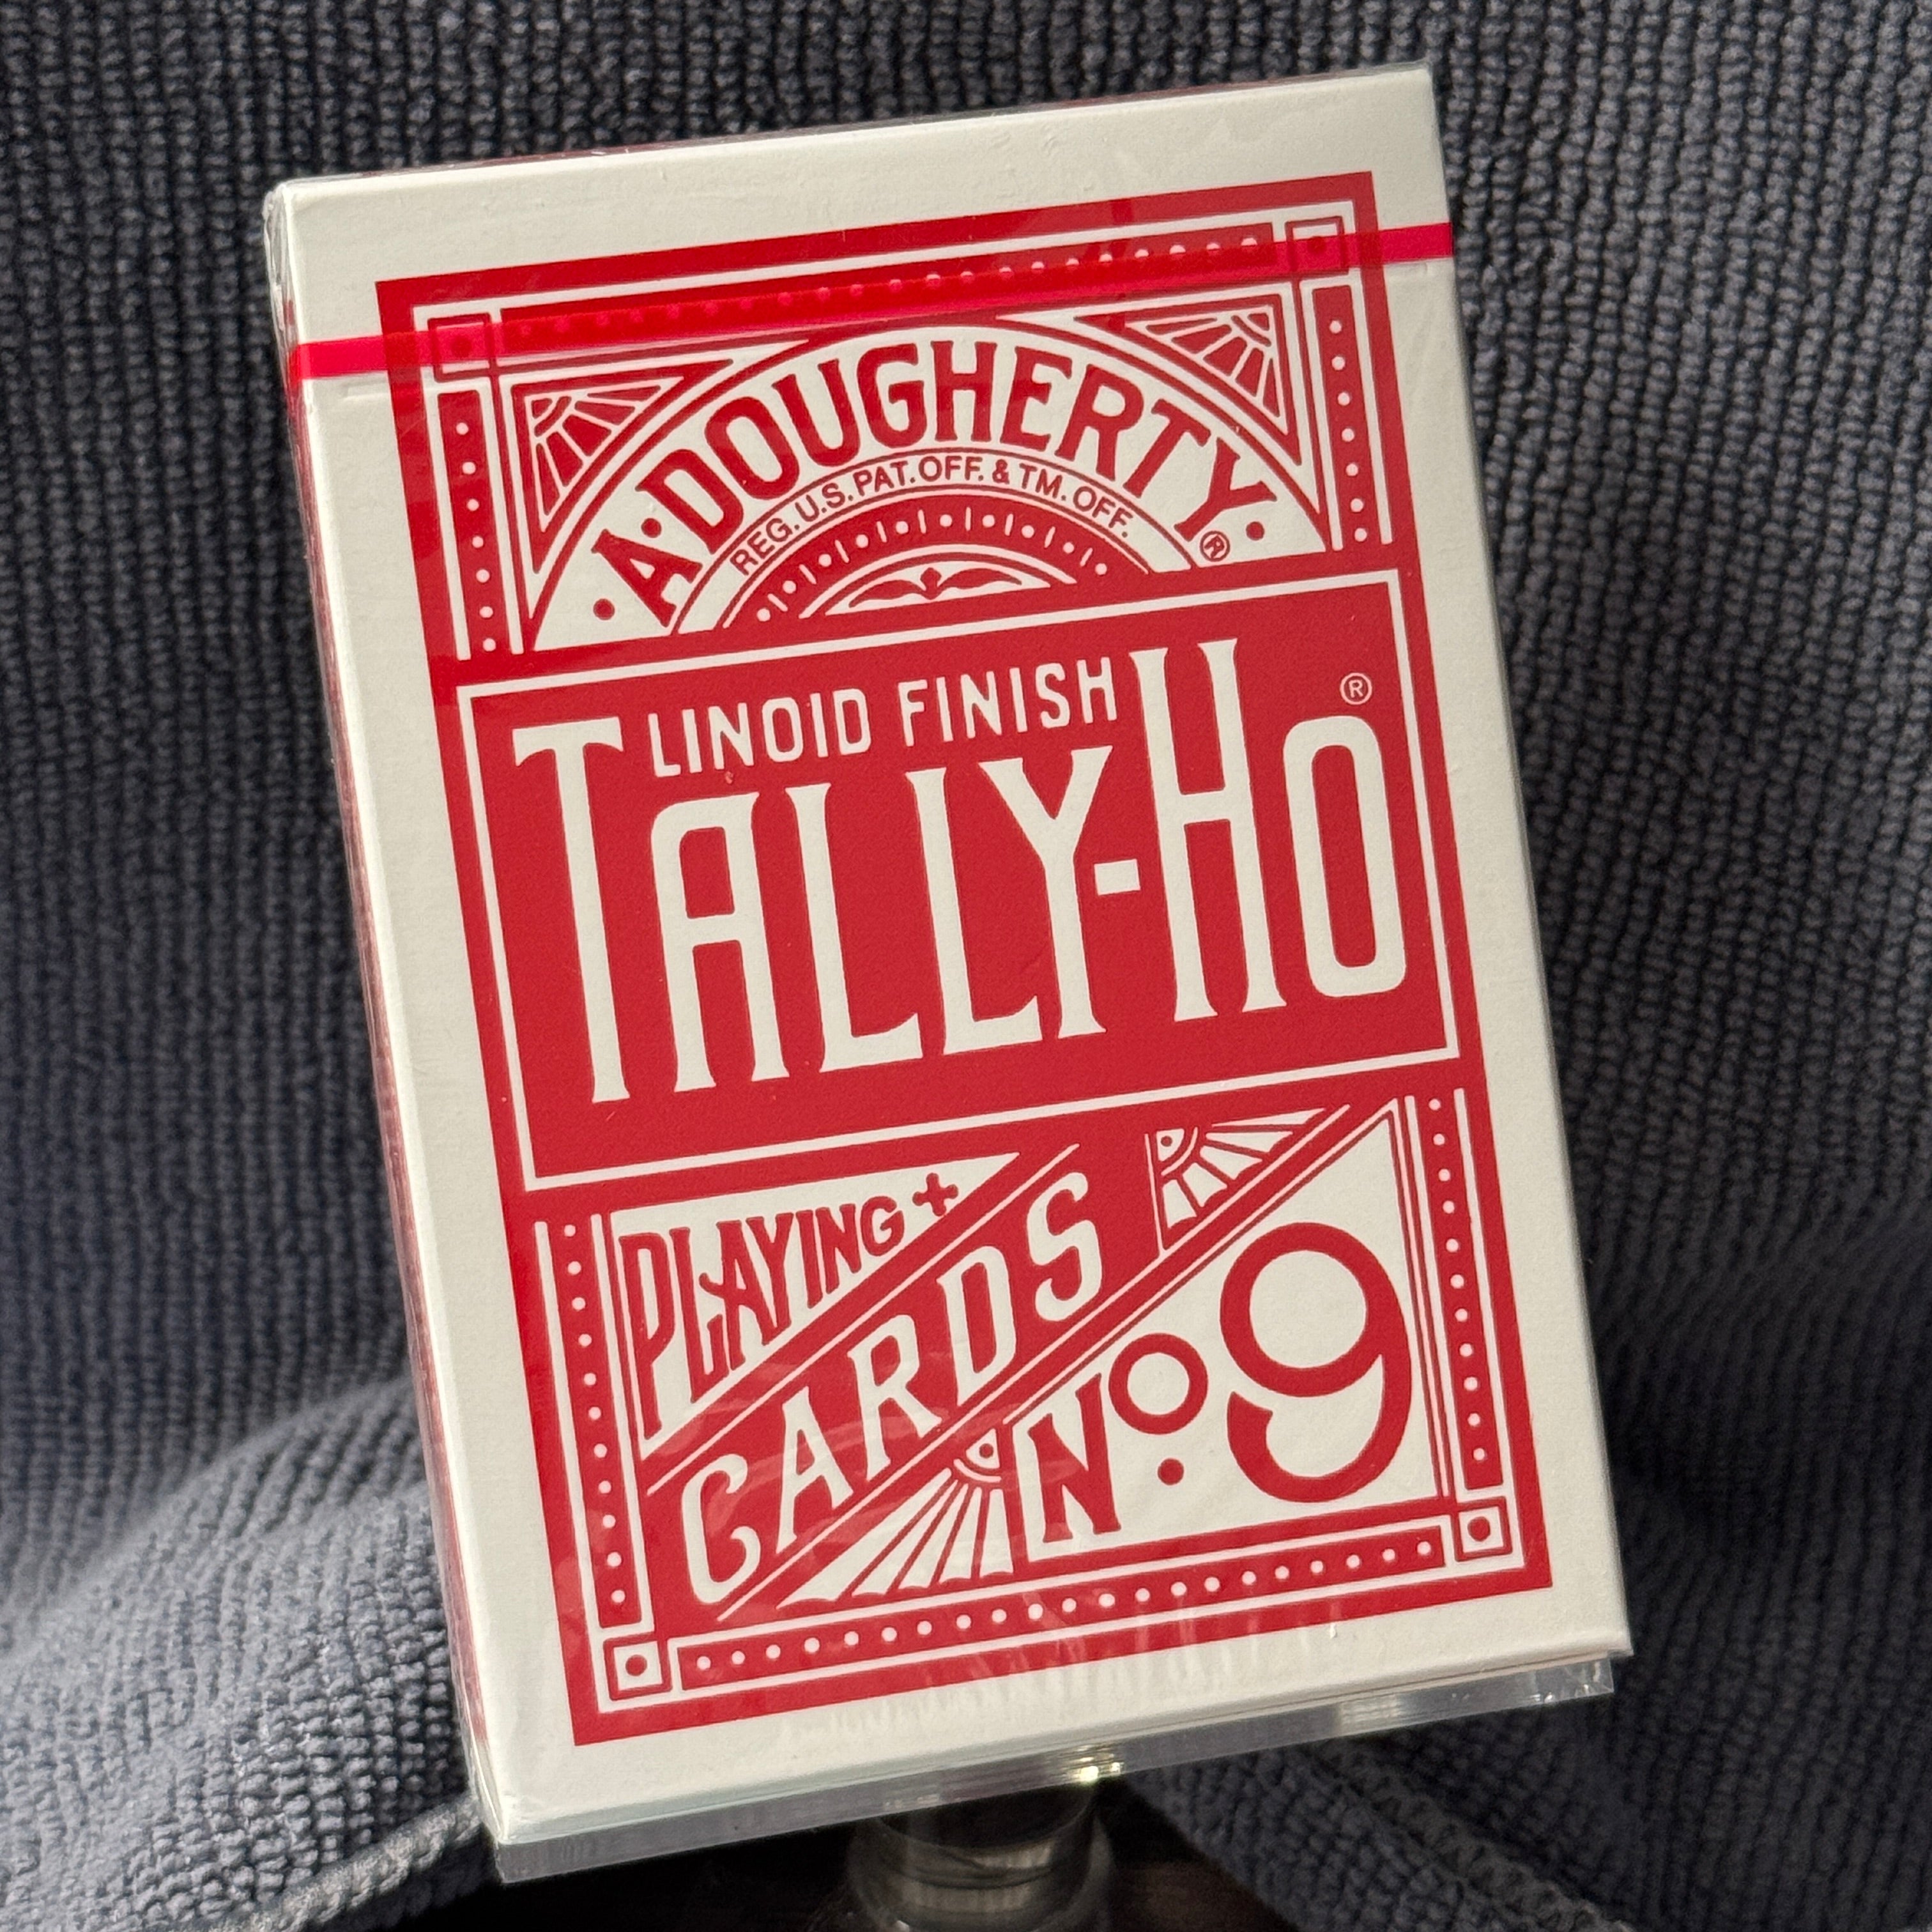 ·A·DOUGHERTY·®
REG. U.S. PAT. OFF. & TM. OFF.
LINOID FINISH
TALLY-HO®
PLAYING
CARDS
No. 9